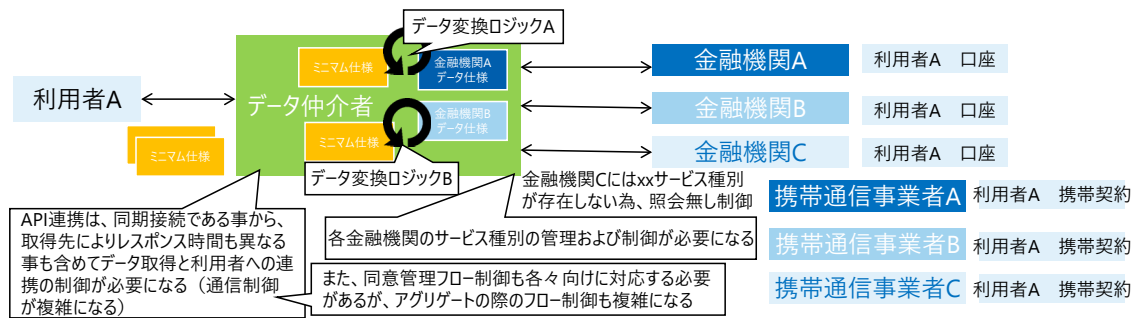 データ変換ロジックA
ミニマム仕様
金融機関A
データ仕様
金融機関A
利用者A 口座
利用者A
データ仲介者
金融機関B
データ仕様
金融機関B
利用者A 口座
ミニマム仕様
ミニマム仕様
金融機関C
利用者A 口座
データ変換ロジックB
金融機関Cにはxxサービス種別
が存在しない為、照会無し制御
携帯通信事業者A
利用者A 携帯契約
API連携は、同期接続である事から、
取得先によりレスポンス時間も異なる
事も含めてデータ取得と利用者への連
携の制御が必要になる（通信制御
が複雑になる）
各金融機関のサービス種別の管理および制御が必要になる
携帯通信事業者B
利用者A 携帯契約
また、同意管理フロー制御も各々向けに対応する必要
があるが、アグリゲートの際のフロー制御も複雑になる
携帯通信事業者C
利用者A 携帯契約